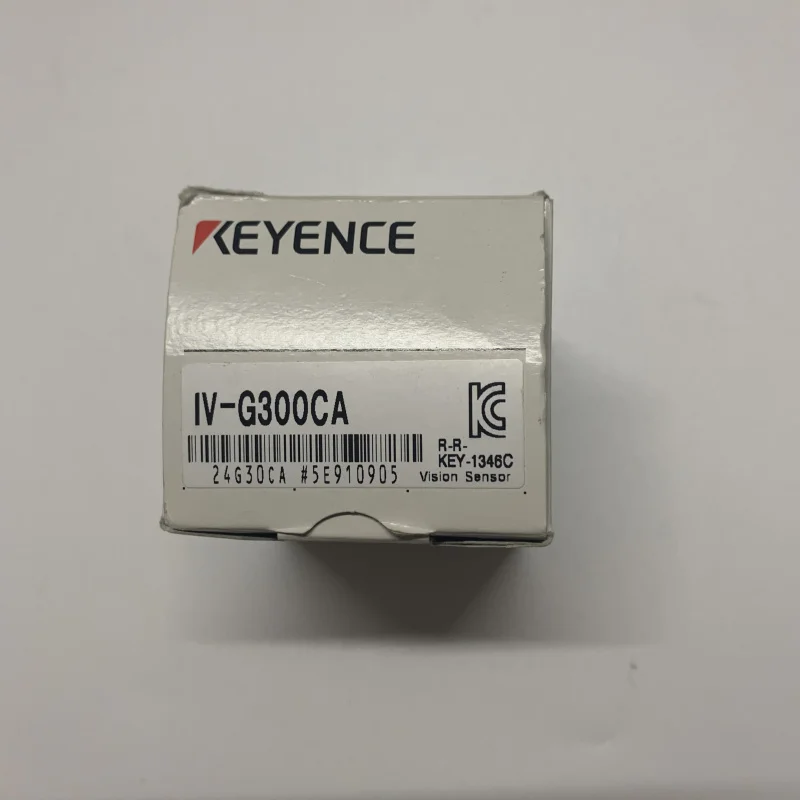 KEYENCE
IV-G300CA
24G30CA #5E910905
R-R-
KEY-1346C
Vision Sensor